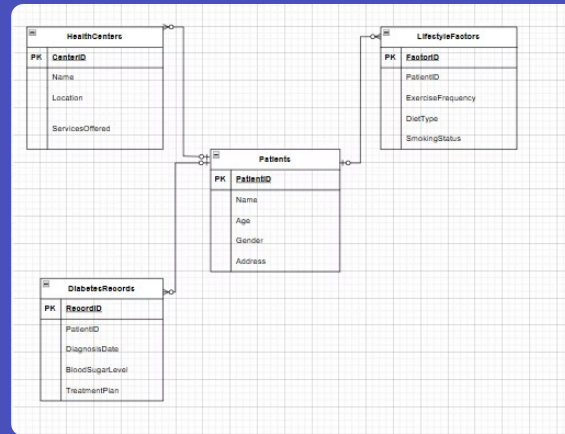 HealthCenters
PK CenterID
Name
Location
ServicesOffered
LifestyleFactors
PK FactorID
PatientID
ExerciseFrequency
DietType
SmokingStatus
Patients
PK PatientID
Name
Age
Gender
Address
DiabetesRecords
PK RecordID
PatientID
DiagnosisDate
BloodSugarLevel
TreatmentPlan